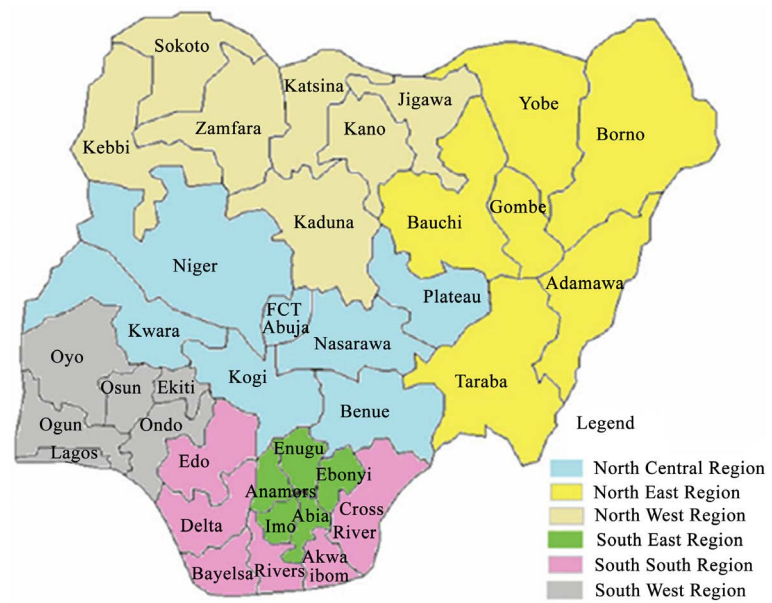 Sokoto
Katsina
Jigawa
Yobe
Zamfara
Kano
Borno
Kebbi
Gombe
Kaduna
Bauchi
Niger
Adamawa
Plateau
FCT
Abuja
Kwara
Nasarawa
Oyo
Kogi
Taraba
Osun
Ekiti
Benue
Ogun
Ondo
Lagos
Enugu
Edo
Ebonyi
Anamors
Abia
Cross
River
Imo
Delta
Akwa
ibom
Rivers
Bayelsa
Legend
North Central Region
North East Region
North West Region
South East Region
South South Region
South West Region